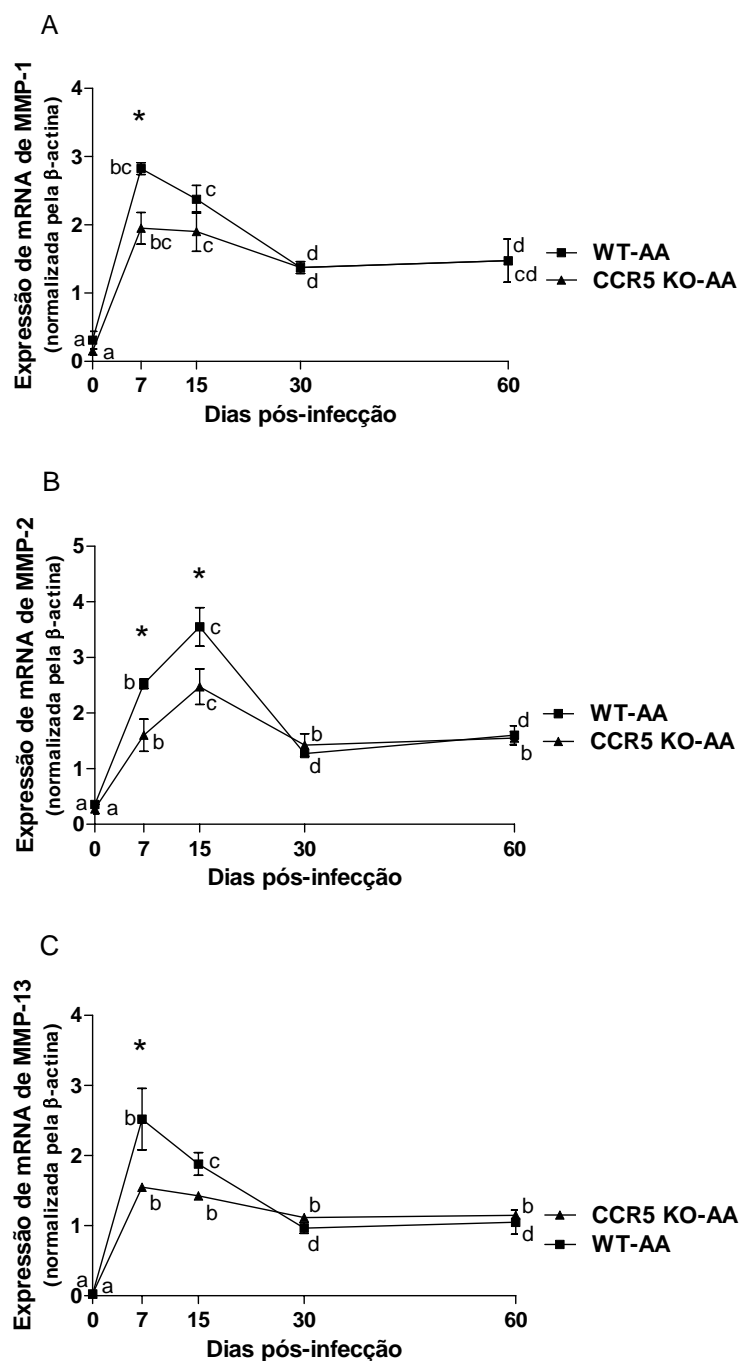 A
Expressão de mRNA de MMP-1
(normalizada pela β-actina)
4
3
2
1
0
*
bc
c
bc
c
d
d
d
cd
a
a
0 7 15 30 60
Dias pós-infecção
WT-AA
CCR5 KO-AA
B
Expressão de mRNA de MMP-2
(normalizada pela β-actina)
5
4
3
2
1
0
*
*
b
c
b
c
b
d
d
b
a
a
0 7 15 30 60
Dias pós-infecção
WT-AA
CCR5 KO-AA
C
Expressão de mRNA de MMP-13
(normalizada pela β-actina)
4
3
2
1
0
*
b
c
b
b
b
d
b
d
a
a
0 7 15 30 60
Dias pós-infecção
CCR5 KO-AA
WT-AA